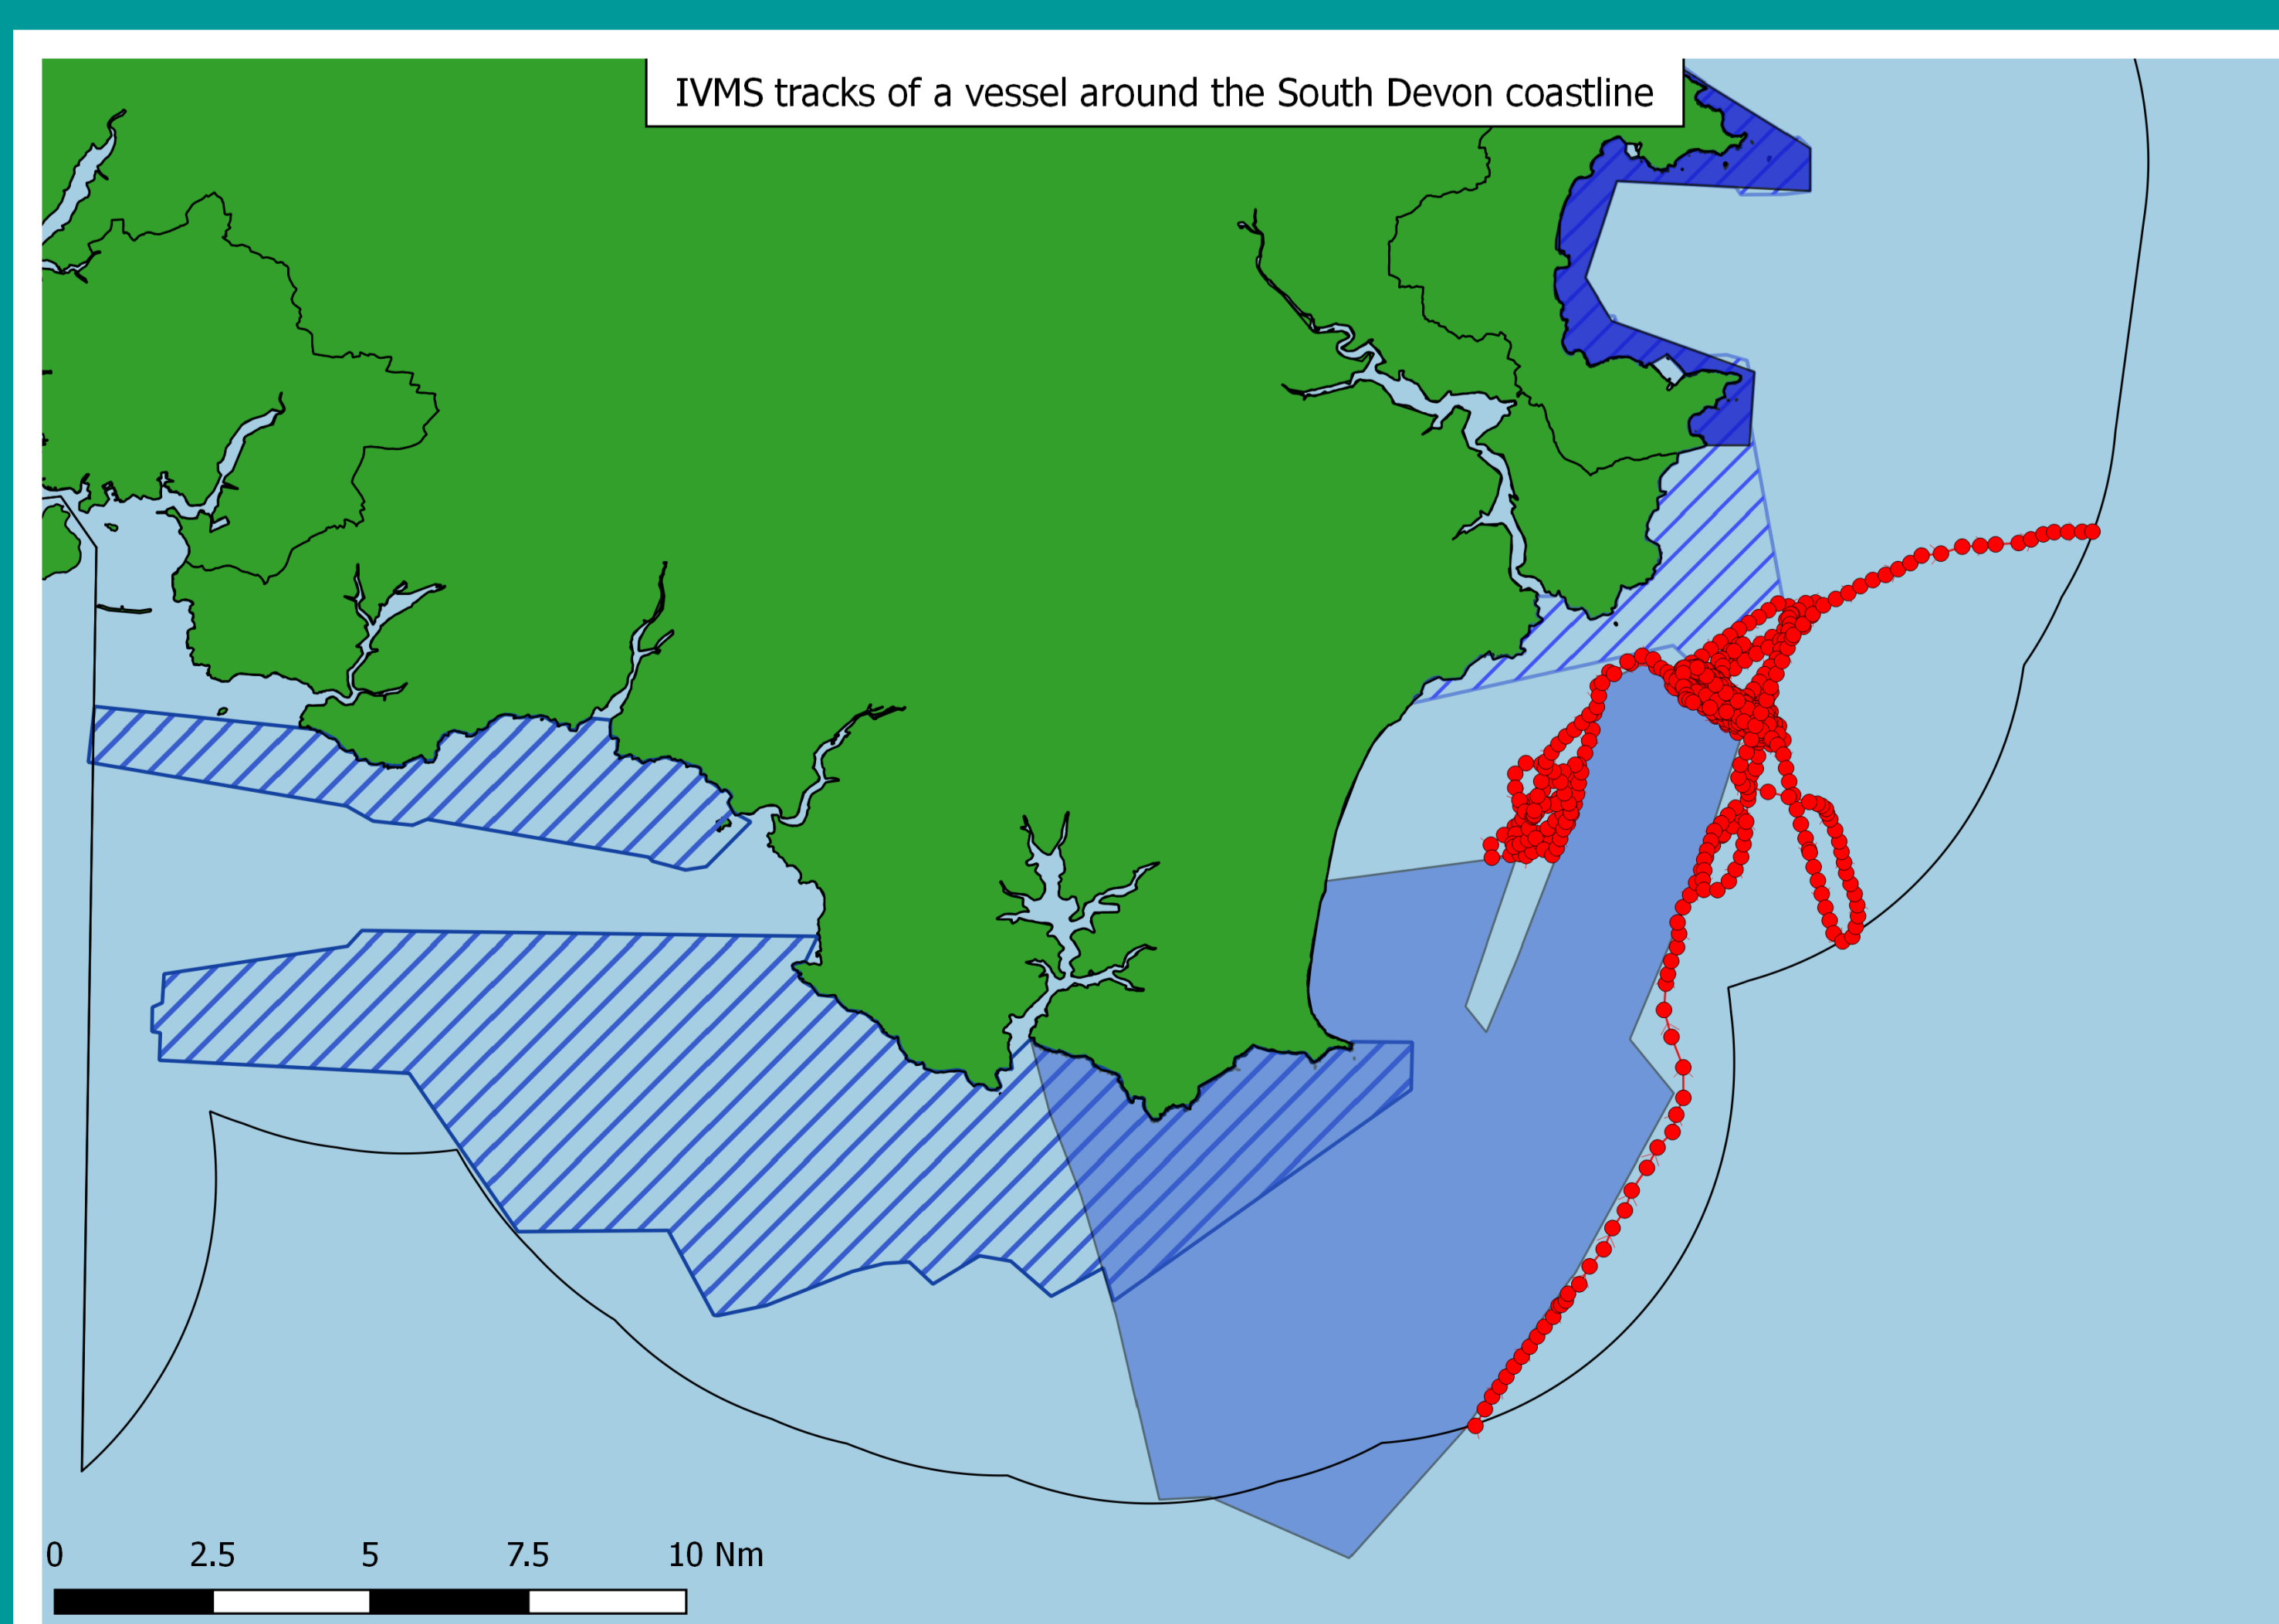 IVMS tracks of a vessel around the South Devon coastline
0 2.5 5 7.5 10 Nm